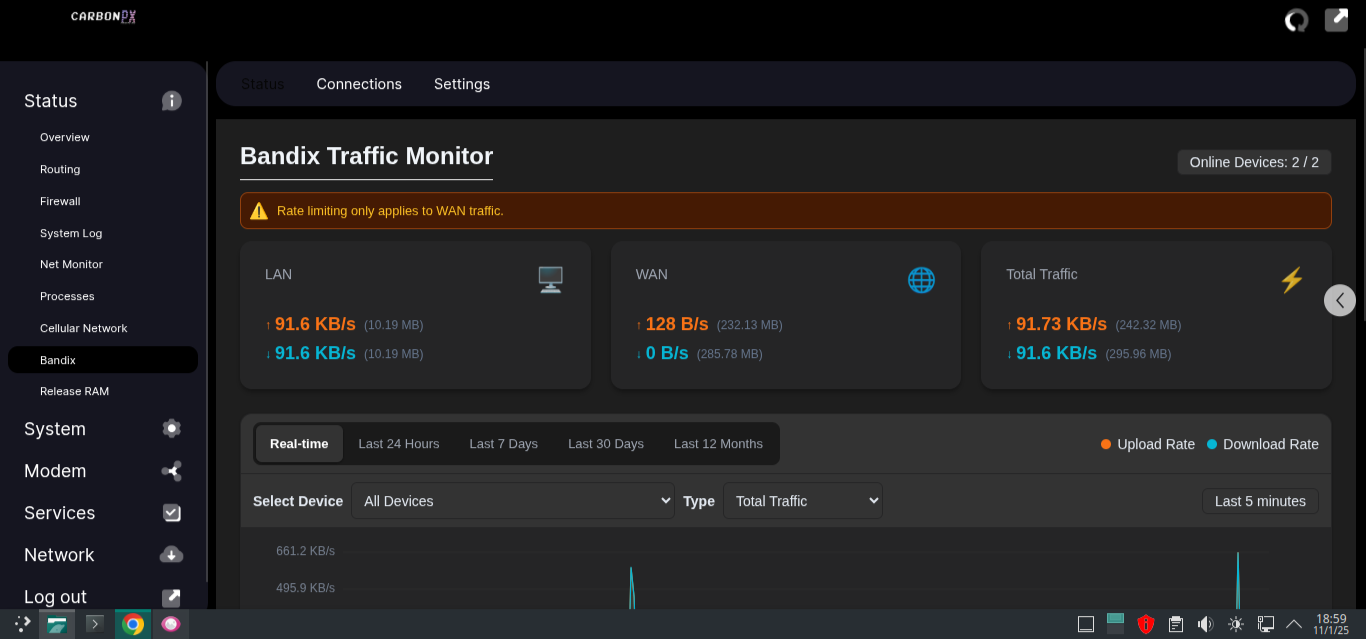 CARBONPX
Status
Connections
Settings
Status
Overview
Routing
Firewall
System Log
Net Monitor
Processes
Cellular Network
Bandix
Release RAM
System
Modem
Services
Network
Log out
Bandix Traffic Monitor
Online Devices: 2 / 2
Rate limiting only applies to WAN traffic.
LAN
↑ 91.6 KB/s (10.19 MB)
↓ 91.6 KB/s (10.19 MB)
WAN
↑ 128 B/s (232.13 MB)
↓ 0 B/s (285.78 MB)
Total Traffic
↑ 91.73 KB/s (242.32 MB)
↓ 91.6 KB/s (295.96 MB)
Real-time
Last 24 Hours
Last 7 Days
Last 30 Days
Last 12 Months
Upload Rate
Download Rate
Select Device
All Devices
Type
Total Traffic
Last 5 minutes
661.2 KB/s
495.9 KB/s
18:59
11/1/25